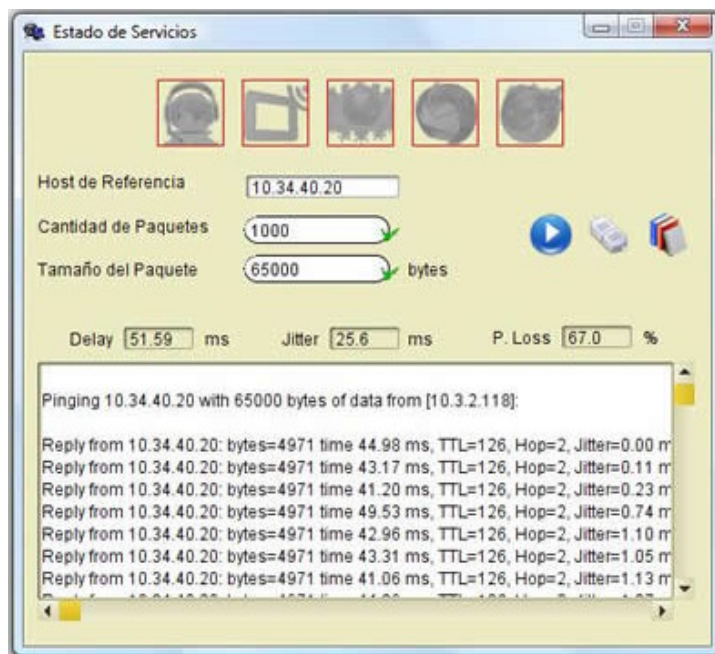 Estado de Servicios
Host de Referencia 10.34.40.20
Cantidad de Paquetes 1000
Tamaño del Paquete 65000 bytes
Delay 51.59 ms Jitter 25.6 ms P. Loss 67.0 %
Pinging 10.34.40.20 with 65000 bytes of data from [10.3.2.118]:
Reply from 10.34.40.20: bytes=4971 time 44.98 ms, TTL=126, Hop=2, Jitter=0.00 m
Reply from 10.34.40.20: bytes=4971 time 43.17 ms, TTL=126, Hop=2, Jitter=0.11 m
Reply from 10.34.40.20: bytes=4971 time 41.20 ms, TTL=126, Hop=2, Jitter=0.23 m
Reply from 10.34.40.20: bytes=4971 time 49.53 ms, TTL=126, Hop=2, Jitter=0.74 m
Reply from 10.34.40.20: bytes=4971 time 42.96 ms, TTL=126, Hop=2, Jitter=1.10 m
Reply from 10.34.40.20: bytes=4971 time 43.31 ms, TTL=126, Hop=2, Jitter=1.05 m
Reply from 10.34.40.20: bytes=4971 time 41.06 ms, TTL=126, Hop=2, Jitter=1.13 m